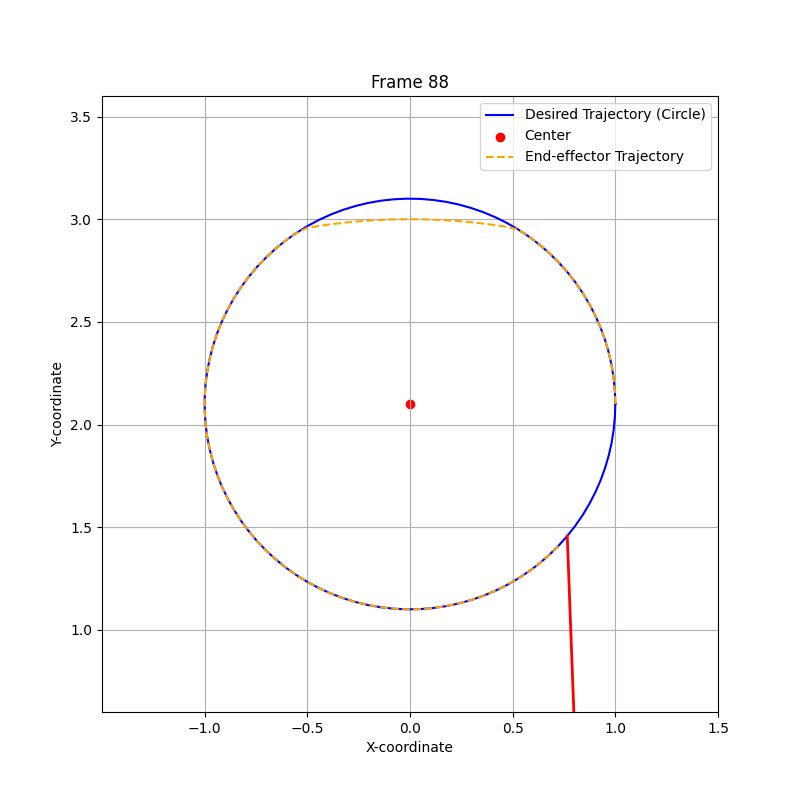 Frame 88
Desired Trajectory (Circle)
Center
End-effector Trajectory
3.5
3.0
2.5
2.0
1.5
1.0
Y-coordinate
−1.0 −0.5 0.0 0.5 1.0 1.5
X-coordinate